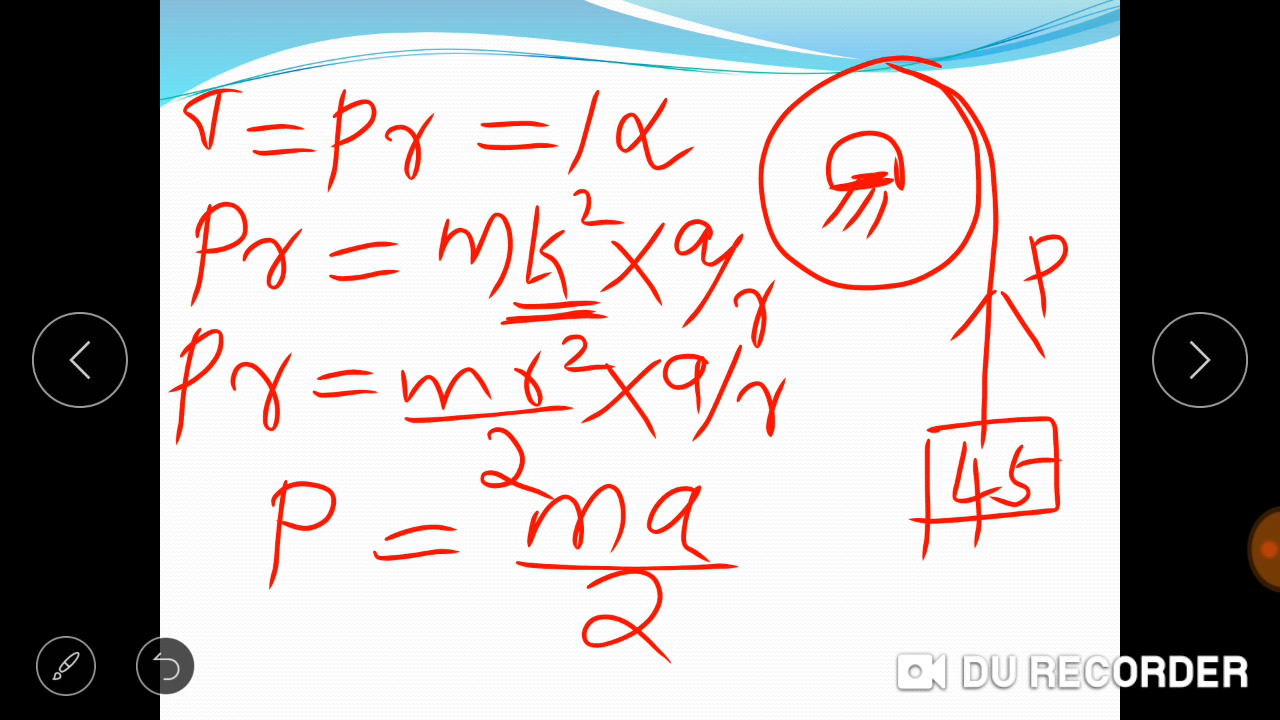 T = Pr = Iα
Pr = mk² × a/r
Pr = mr²/2 × a/r
P = ma/2
P
45
DU RECORDER